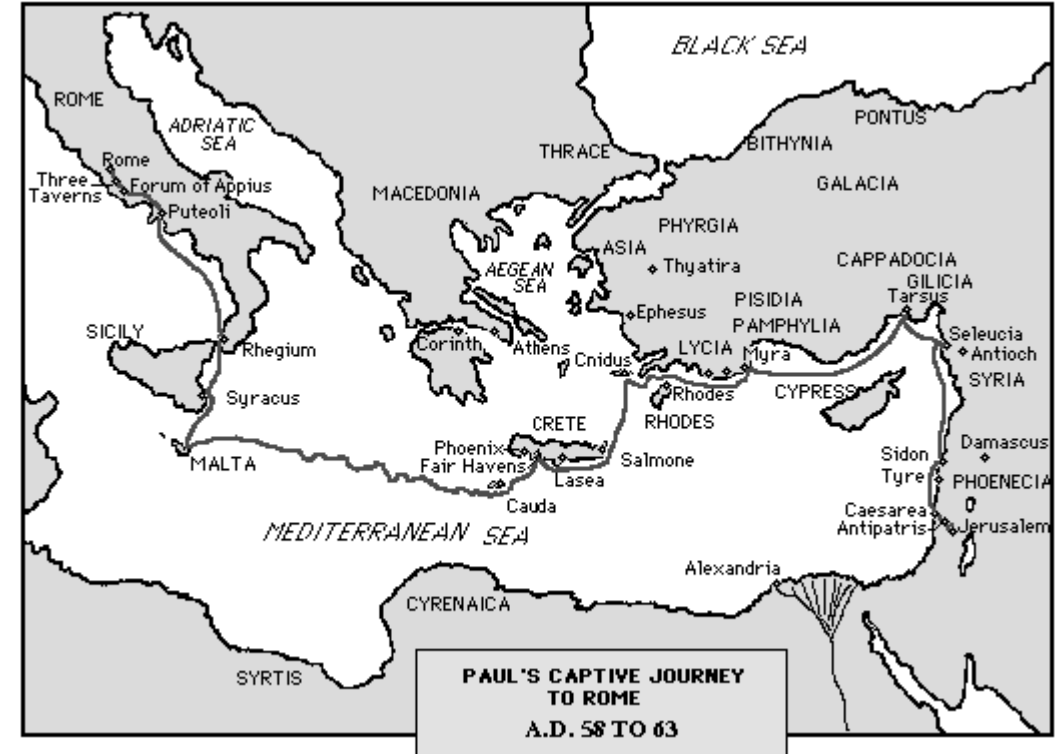 BLACK SEA
ROME
ADRIATIC
SEA
PONTUS
BITHYNIA
THRACE
Rome
Three
Taverns
Forum of Appius
MACEDONIA
GALACIA
Puteoli
PHYRGIA
ASIA
Thyatira
AEGEAN
SEA
CAPPADOCIA
GILICIA
Tarsus
PISIDIA
Ephesus
PAMPHYLIA
SICILY
Rhegium
Corinth
Athens
LYCIA
Myra
Seleucia
Antioch
Cnidus
SYRIA
Syracus
Rhodes
CYPRESS
RHODES
CRETE
Phoenix
Fair Havens
Salmone
Damascus
MALTA
Lasea
Sidon
Tyre
PHOENICIA
Cauda
Caesarea
Antipatris
Jerusalem
MEDITERRANEAN SEA
Alexandria
CYRENAICA
SYRTIS
PAUL'S CAPTIVE JOURNEY
TO ROME
A.D. 58 TO 63